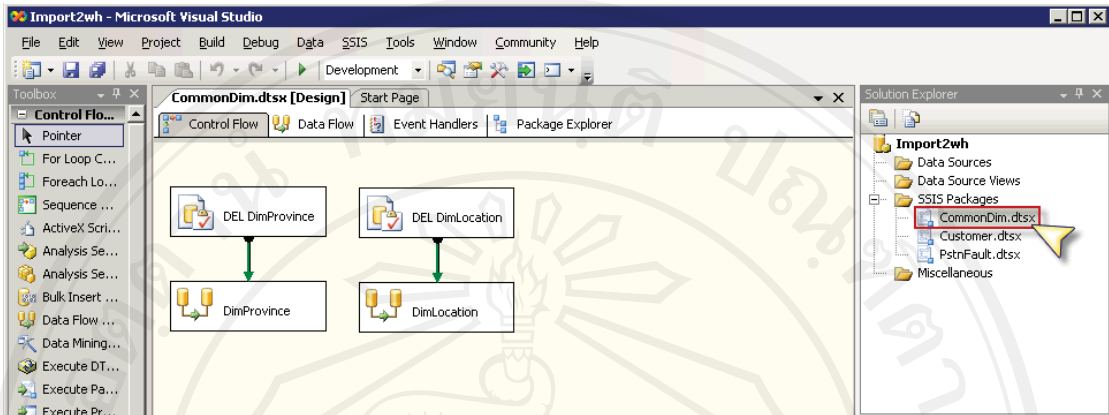 Import2wh - Microsoft Visual Studio
File Edit View Project Build Debug Data SSIS Tools Window Community Help
Development
Toolbox
Control Flo...
Pointer
For Loop C...
Foreach Lo...
Sequence ...
ActiveX Scri...
Analysis Se...
Analysis Se...
Bulk Insert ...
Data Flow ...
Data Mining...
Execute DT...
Execute Pa...
Execute Pr...
CommonDim.dtsx [Design] Start Page
Control Flow Data Flow Event Handlers Package Explorer
DEL DimProvince
DEL DimLocation
DimProvince
DimLocation
Solution Explorer
Import2wh
Data Sources
Data Source Views
SSIS Packages
CommonDim.dtsx
Customer.dtsx
PstnFault.dtsx
Miscellaneous